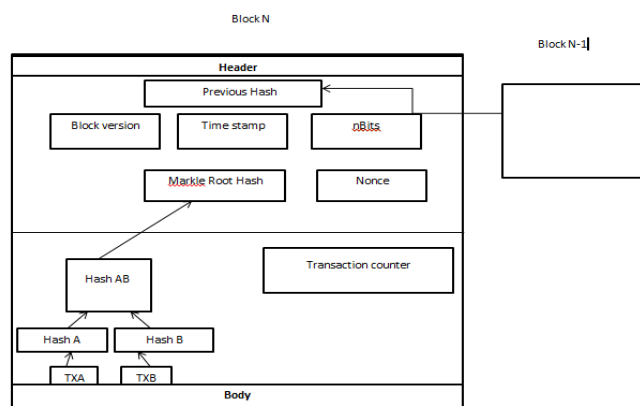 Block N
Block N-1
Header
Previous Hash
Block version
Time stamp
nBits
Markle Root Hash
Nonce
Transaction counter
Hash AB
Hash A
Hash B
TXA
TXB
Body